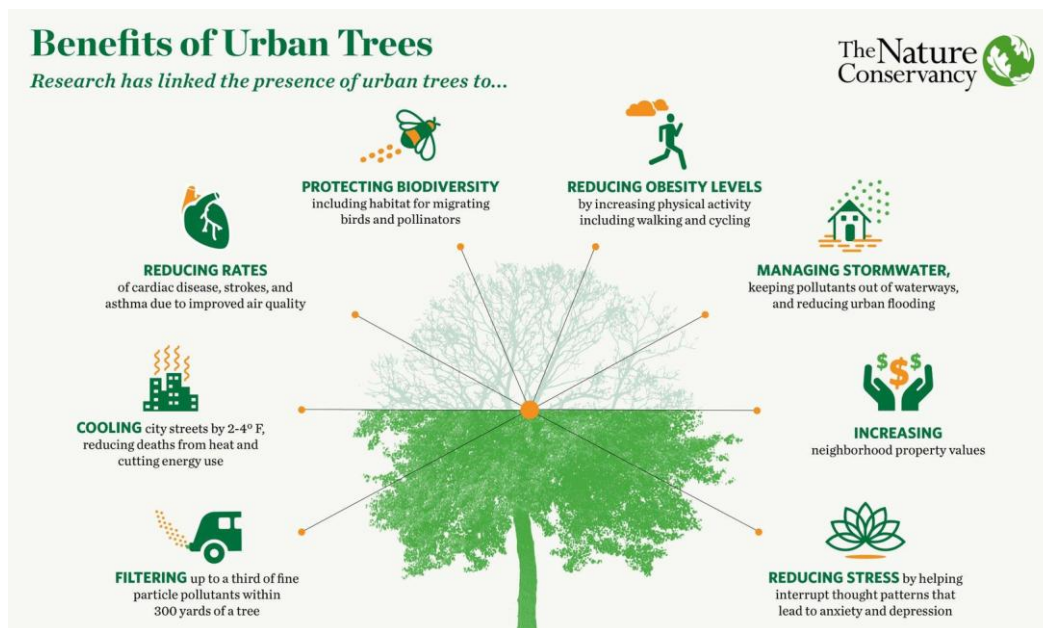 Benefits of Urban Trees
Research has linked the presence of urban trees to...
The Nature
Conservancy
PROTECTING BIODIVERSITY
including habitat for migrating
birds and pollinators
REDUCING OBESITY LEVELS
by increasing physical activity
including walking and cycling
REDUCING RATES
of cardiac disease, strokes, and
asthma due to improved air quality
MANAGING STORMWATER,
keeping pollutants out of waterways,
and reducing urban flooding
COOLING city streets by 2-4º F,
reducing deaths from heat and
cutting energy use
$ $ $
INCREASING
neighborhood property values
FILTERING up to a third of fine
particle pollutants within
300 yards of a tree
REDUCING STRESS by helping
interrupt thought patterns that
lead to anxiety and depression